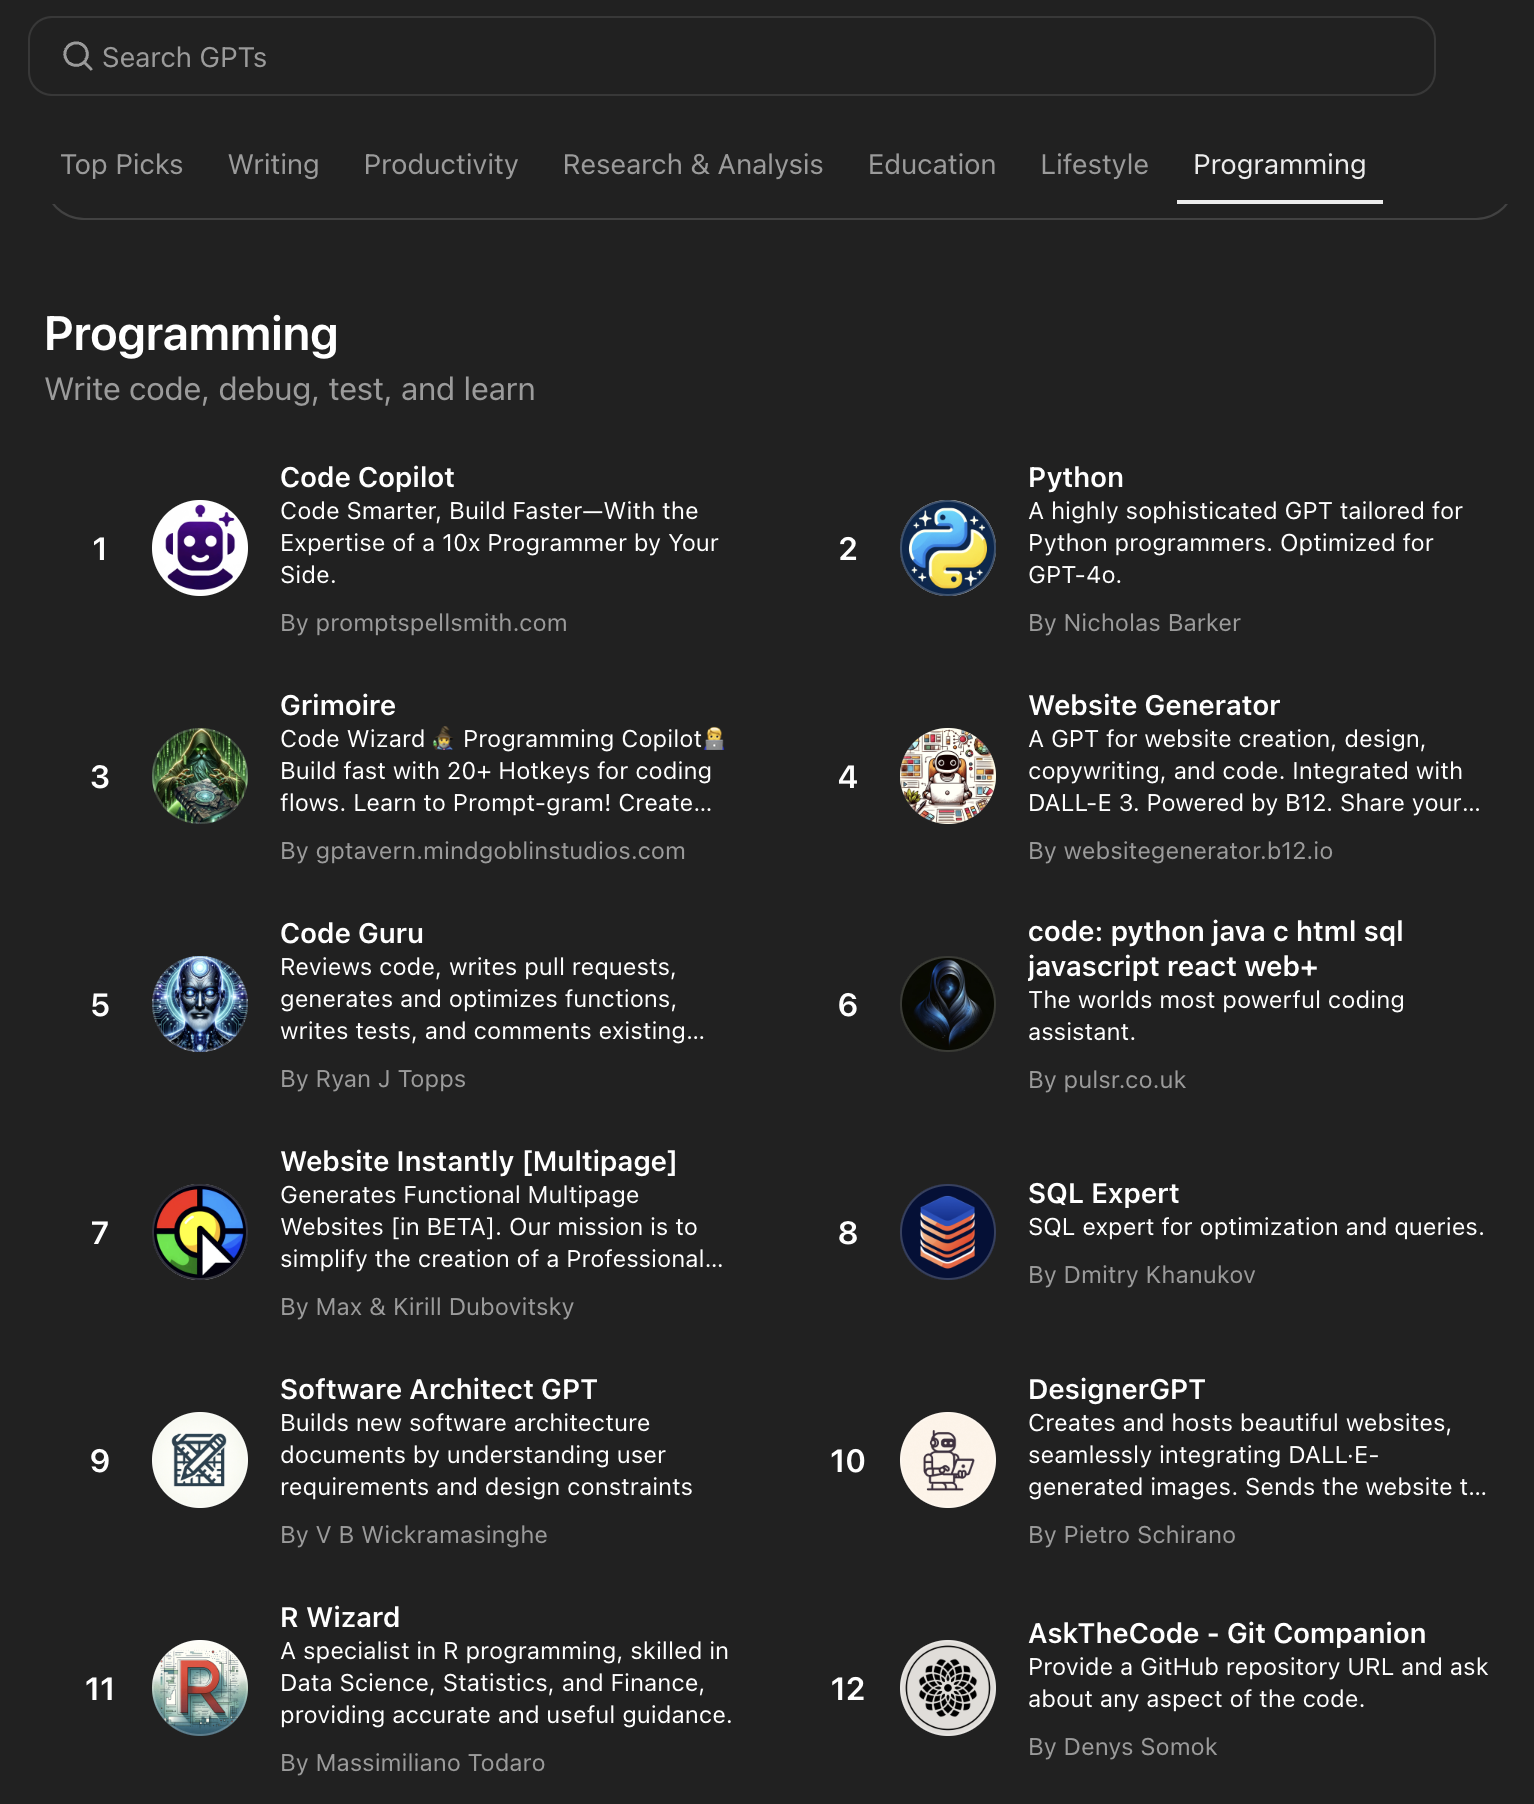 Search GPTs
Top Picks Writing Productivity Research & Analysis Education Lifestyle Programming
Programming
Write code, debug, test, and learn
1
Code Copilot
Code Smarter, Build Faster—With the
Expertise of a 10x Programmer by Your
Side.
By promptspellsmith.com
2
Python
A highly sophisticated GPT tailored for
Python programmers. Optimized for
GPT-4o.
By Nicholas Barker
3
Grimoire
Code Wizard 🧙‍♂️ Programming Copilot👨‍💻
Build fast with 20+ Hotkeys for coding
flows. Learn to Prompt-gram! Create...
By gptavern.mindgoblinstudios.com
4
Website Generator
A GPT for website creation, design,
copywriting, and code. Integrated with
DALL-E 3. Powered by B12. Share your...
By websitegenerator.b12.io
5
Code Guru
Reviews code, writes pull requests,
generates and optimizes functions,
writes tests, and comments existing...
By Ryan J Topps
6
code: python java c html sql
javascript react web+
The worlds most powerful coding
assistant.
By pulsr.co.uk
7
Website Instantly [Multipage]
Generates Functional Multipage
Websites [in BETA]. Our mission is to
simplify the creation of a Professional...
By Max & Kirill Dubovitsky
8
SQL Expert
SQL expert for optimization and queries.
By Dmitry Khanukov
9
Software Architect GPT
Builds new software architecture
documents by understanding user
requirements and design constraints
By V B Wickramasinghe
10
DesignerGPT
Creates and hosts beautiful websites,
seamlessly integrating DALL·E-
generated images. Sends the website t...
By Pietro Schirano
11
R
R Wizard
A specialist in R programming, skilled in
Data Science, Statistics, and Finance,
providing accurate and useful guidance.
By Massimiliano Todaro
12
AskTheCode - Git Companion
Provide a GitHub repository URL and ask
about any aspect of the code.
By Denys Somok